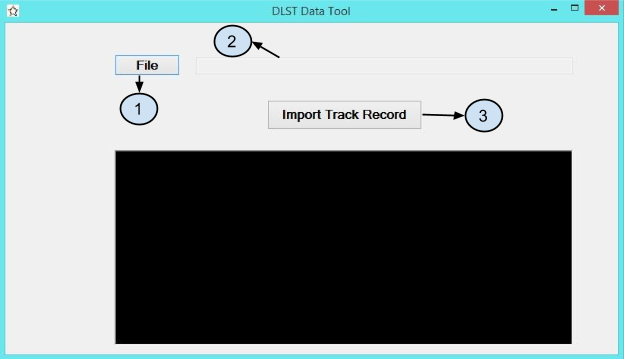 DLST Data Tool
2
File
1
Import Track Record
3